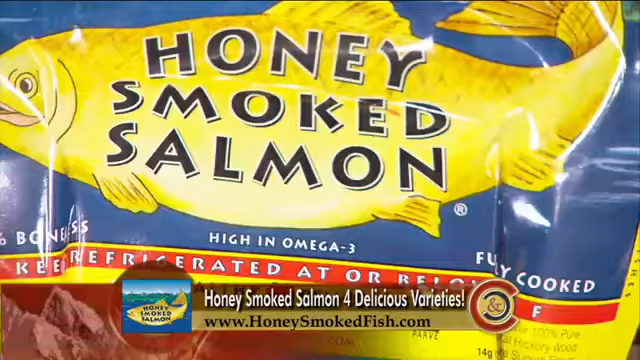 HONEY
SMOKED
SALMON
®
HIGH IN OMEGA-3
% BONELESS
FULLY COOKED
KEEP REFRIGERATED AT OR BELOW
F
HONEY
SMOKED
SALMON
Honey Smoked Salmon 4 Delicious Varieties!
www.HoneySmokedFish.com
C&C
PARVE
100% Pure
Hickory Wood
14g